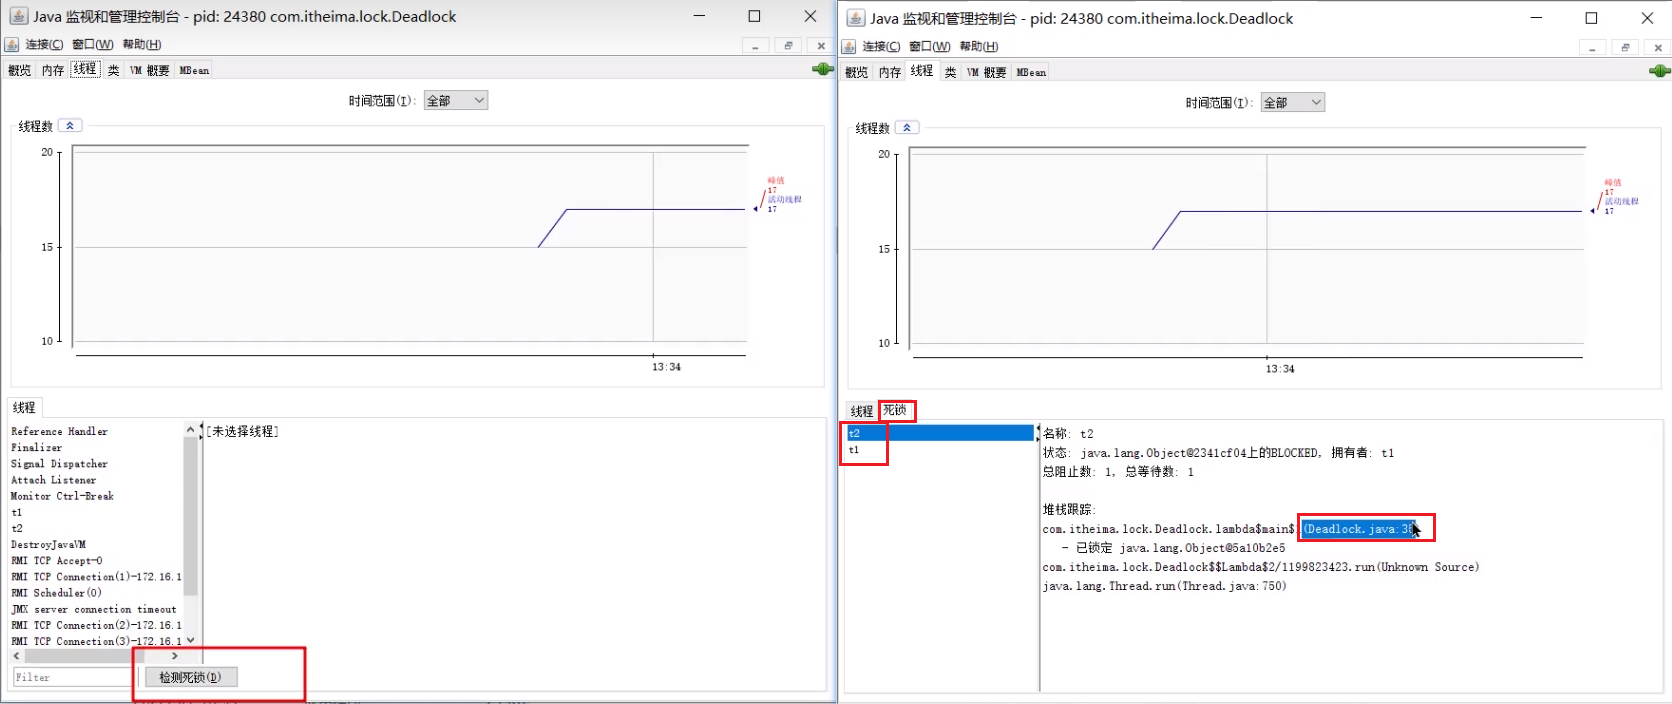 Java 监视和管理控制台 - pid: 24380 com.itheima.lock.Deadlock
连接(C) 窗口(W) 帮助(H)
概览 内存 线程 类 VM 概要 MBean
时间范围(I): 全部
线程数
20
15
10
峰值
17
活动线程
17
13:34
线程
Reference Handler
Finalizer
Signal Dispatcher
Attach Listener
Monitor Ctrl-Break
t1
t2
DestroyJavaVM
RMI TCP Accept-0
RMI TCP Connection(1)-172.16.1
RMI Scheduler(0)
JMX server connection timeout
RMI TCP Connection(2)-172.16.1
RMI TCP Connection(3)-172.16.1
[未选择线程]
Filter
检测死锁(D)
Java 监视和管理控制台 - pid: 24380 com.itheima.lock.Deadlock
连接(C) 窗口(W) 帮助(H)
概览 内存 线程 类 VM 概要 MBean
时间范围(I): 全部
线程数
20
15
10
峰值
17
活动线程
17
13:34
线程 死锁
t2
t1
名称: t2
状态: java.lang.Object@2341cf04上的BLOCKED, 拥有者: t1
总阻止数: 1, 总等待数: 1
堆栈跟踪:
com.itheima.lock.Deadlock.lambda$main$ (Deadlock.java:3
- 已锁定 java.lang.Object@5a10b2e5
com.itheima.lock.Deadlock$$Lambda$2/1199823423.run(Unknown Source)
java.lang.Thread.run(Thread.java:750)